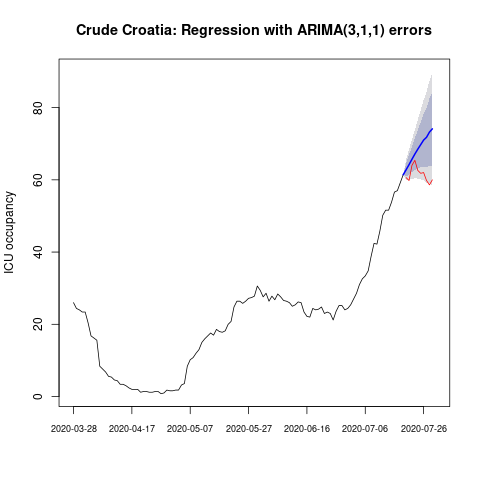 Crude Croatia: Regression with ARIMA(3,1,1) errors
ICU occupancy
80
60
40
20
0
2020-03-28 2020-04-17 2020-05-07 2020-05-27 2020-06-16 2020-07-06 2020-07-26